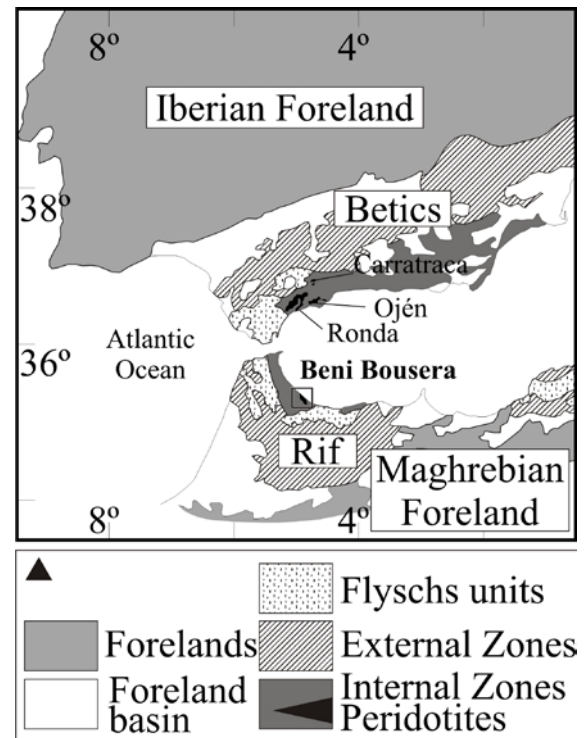 8º 4º
Iberian Foreland
38º
Betics
Carratraca
Ojén
Ronda
36º
Atlantic
Ocean
Beni Bousera
Rif
Maghrebian
Foreland
8º 4º
Flyschs units
Forelands
External Zones
Foreland
basin
Internal Zones
Peridotites